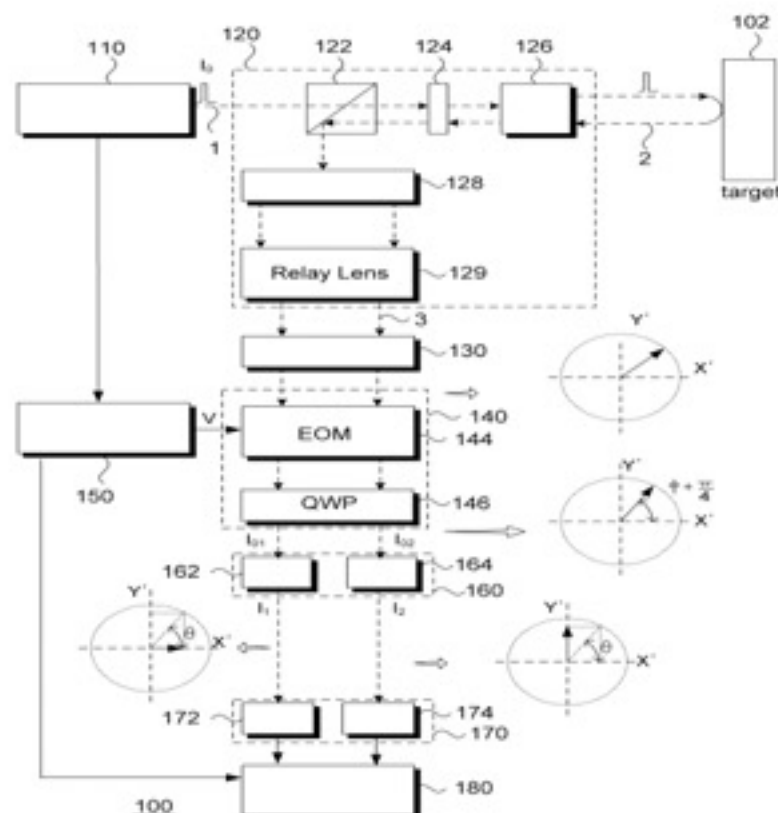 120 122 124 126 102
110 I₀
1
2
128
target
Relay Lens 129
3
Y'
130
X'
140
V EOM 144
150
Y'
QWP 146
X'
I₀₁ I₀₂
162 164
160
Y' I₁ I₂ Y'
X' θ θ X'
172 174
170
180
100